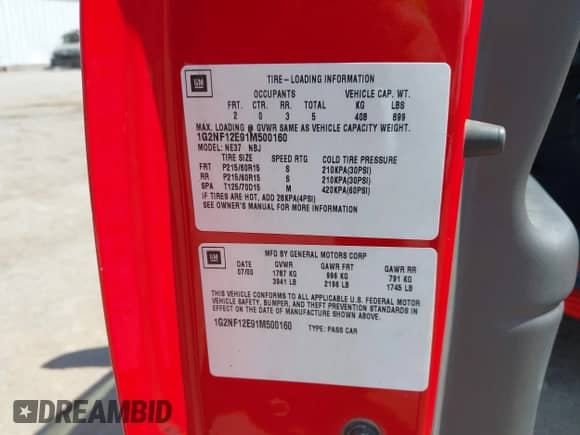 GM
TIRE-LOADING INFORMATION
OCCUPANTS VEHICLE CAP. WT.
FRT. CTR. RR. TOTAL KG LBS
2 0 3 5 408 899
MAX. LOADING @ GVWR SAME AS VEHICLE CAPACITY WEIGHT.
1G2NF12E91M500160
MODEL: NE37 NBJ
TIRE SIZE SPEED RTG COLD TIRE PRESSURE
FRT P215/60R15 S 210KPA(30PSI)
RR P215/60R15 S 210KPA(30PSI)
SPA T125/70D15 M 420KPA(60PSI)
IF TIRES ARE HOT, ADD 28KPA(4PSI)
SEE OWNER'S MANUAL FOR MORE INFORMATION.
GM
MFD BY GENERAL MOTORS CORP
DATE GVWR GAWR FRT GAWR RR
07/00 1787 KG 996 KG 791 KG
3941 LB 2196 LB 1745 LB
THIS VEHICLE CONFORMS TO ALL APPLICABLE U.S. FEDERAL MOTOR
VEHICLE SAFETY, BUMPER, AND THEFT PREVENTION STANDARDS IN
EFFECT ON THE DATE OF MANUFACTURE SHOWN ABOVE.
1G2NF12E91M500160 TYPE: PASS CAR
DREAMBID